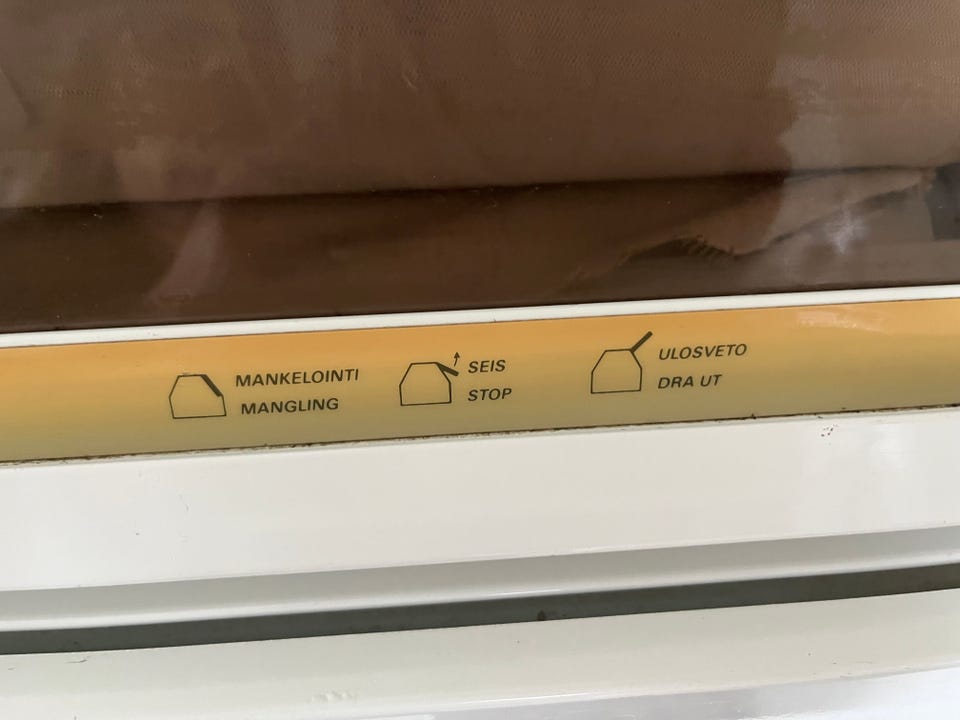 MANKELOINTI
MANGLING
SEIS
STOP
ULOSVETO
DRA UT